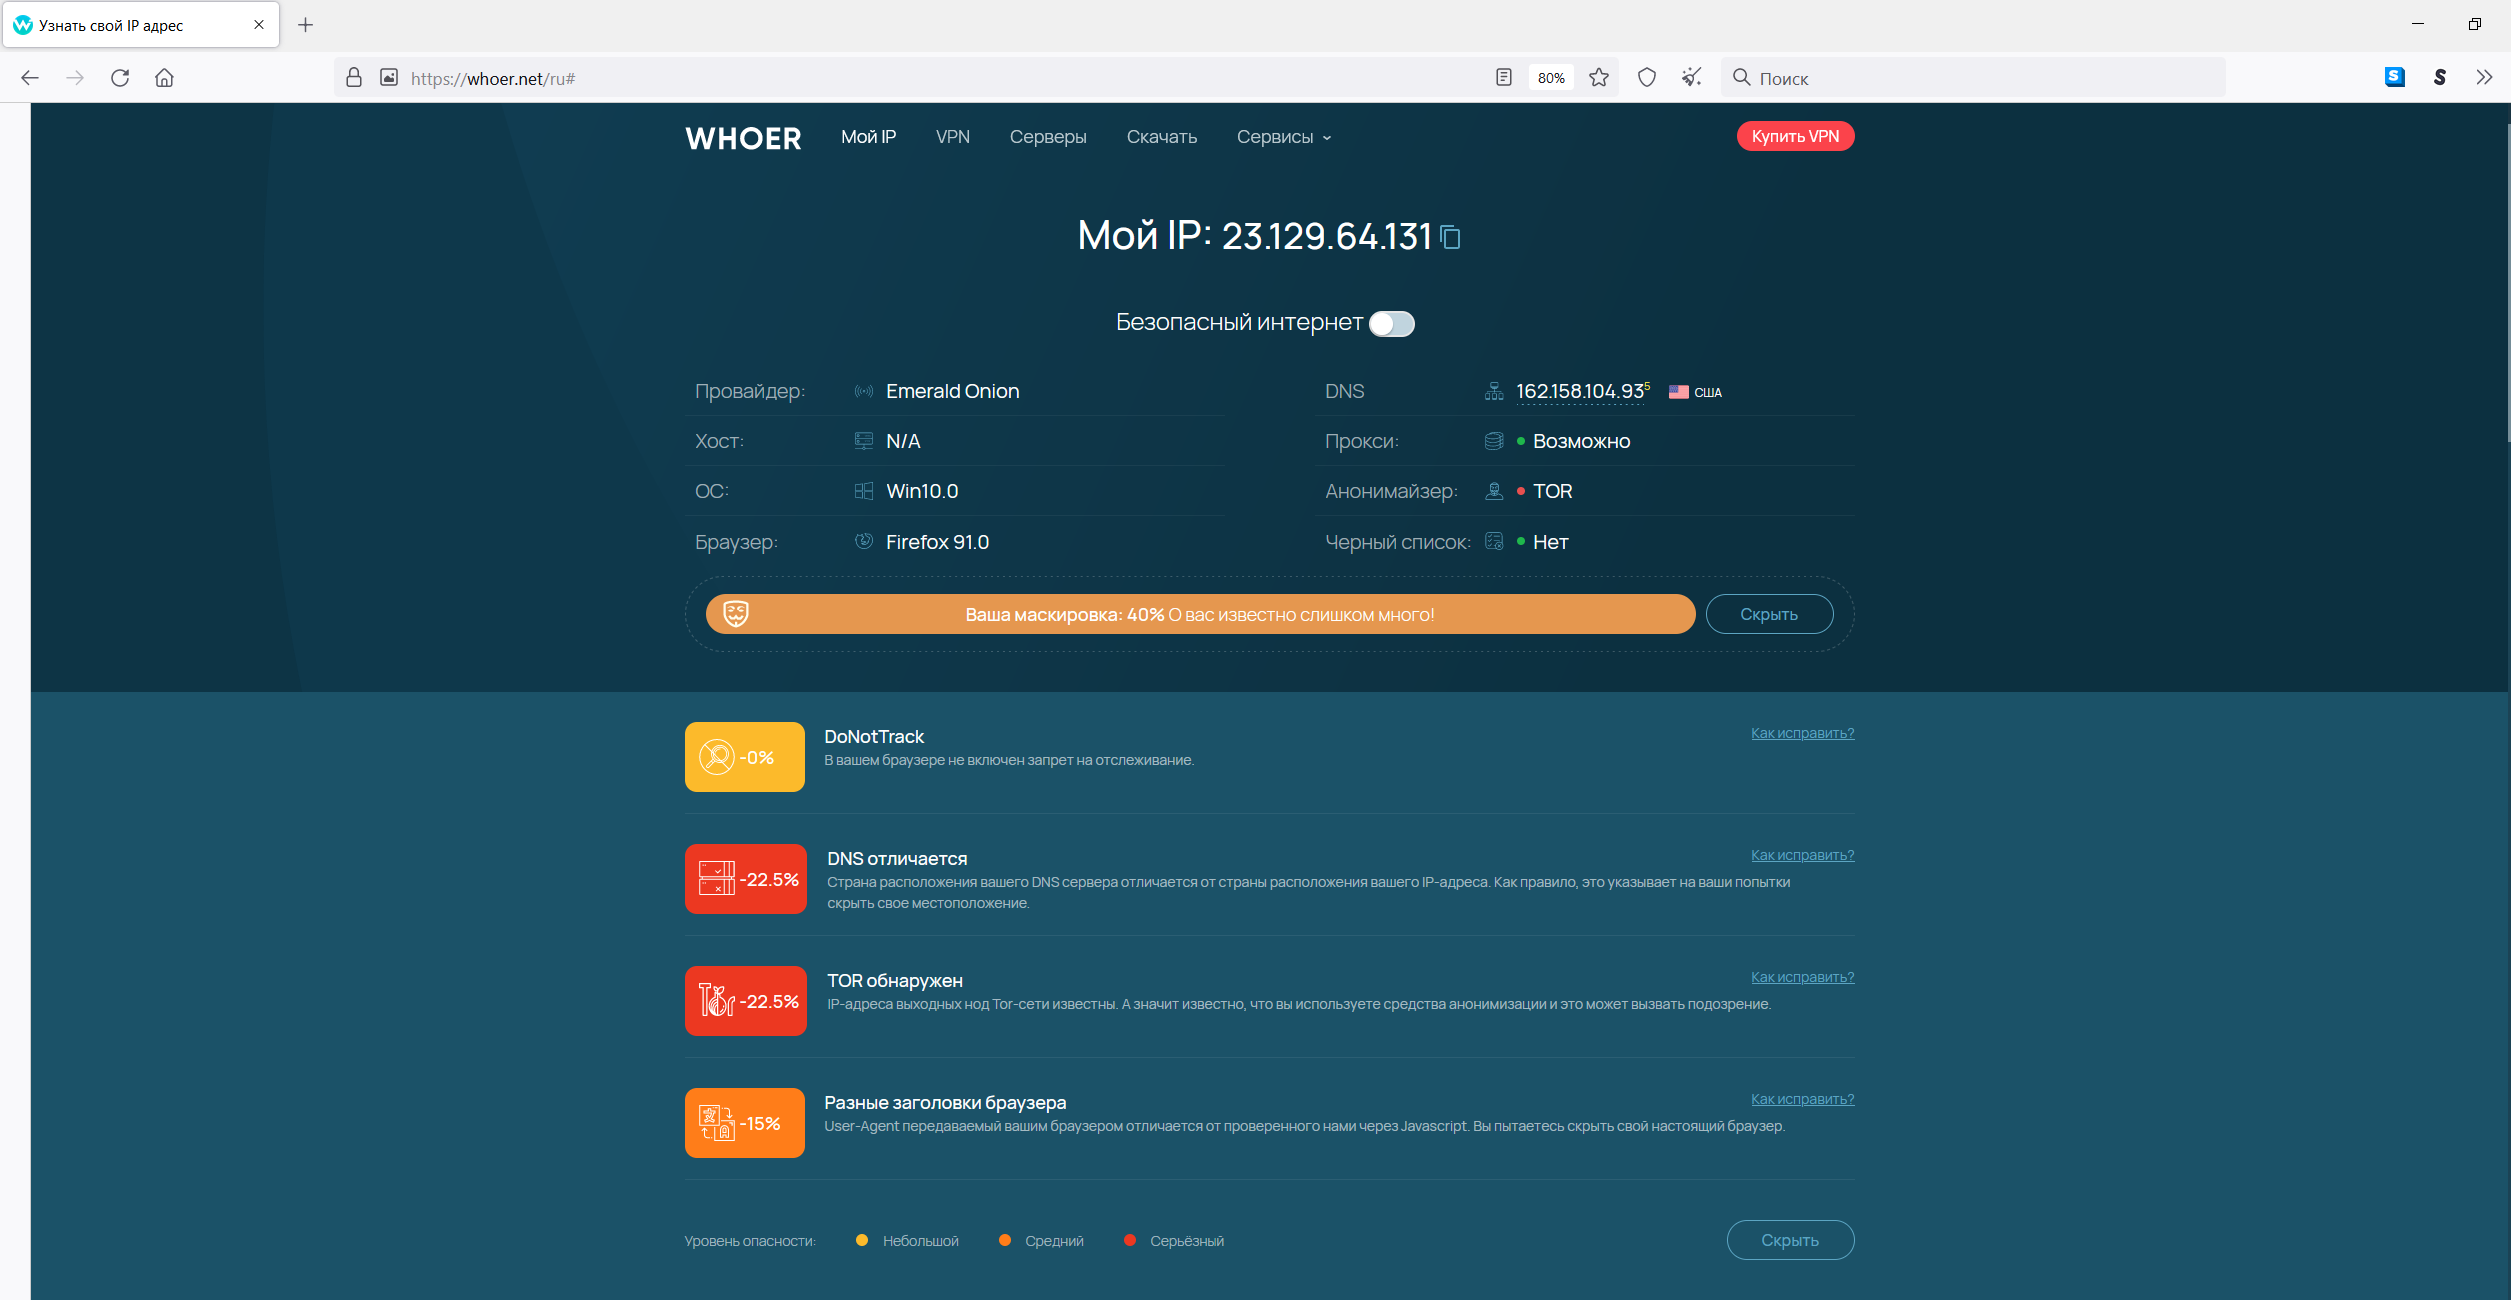 Узнать свой IP адрес
https://whoer.net/ru#
80%
Поиск
WHOER
Мой IP
VPN
Серверы
Скачать
Сервисы
Купить VPN
Мой IP: 23.129.64.131
Безопасный интернет
Провайдер: Emerald Onion
Хост: N/A
ОС: Win10.0
Браузер: Firefox 91.0
DNS 162.158.104.93 5 США
Прокси: Возможно
Анонимайзер: TOR
Черный список: Нет
Ваша маскировка: 40% О вас известно слишком много!
Скрыть
-0%
DoNotTrack
Как исправить?
В вашем браузере не включен запрет на отслеживание.
-22.5%
DNS отличается
Как исправить?
Страна расположения вашего DNS сервера отличается от страны расположения вашего IP-адреса. Как правило, это указывает на ваши попытки
скрыть свое местоположение.
Tor -22.5%
TOR обнаружен
Как исправить?
IP-адреса выходных нод Tor-сети известны. А значит известно, что вы используете средства анонимизации и это может вызвать подозрение.
-15%
Разные заголовки браузера
Как исправить?
User-Agent передаваемый вашим браузером отличается от проверенного нами через Javascript. Вы пытаетесь скрыть свой настоящий браузер.
Уровень опасности:
Небольшой
Средний
Серьёзный
Скрыть